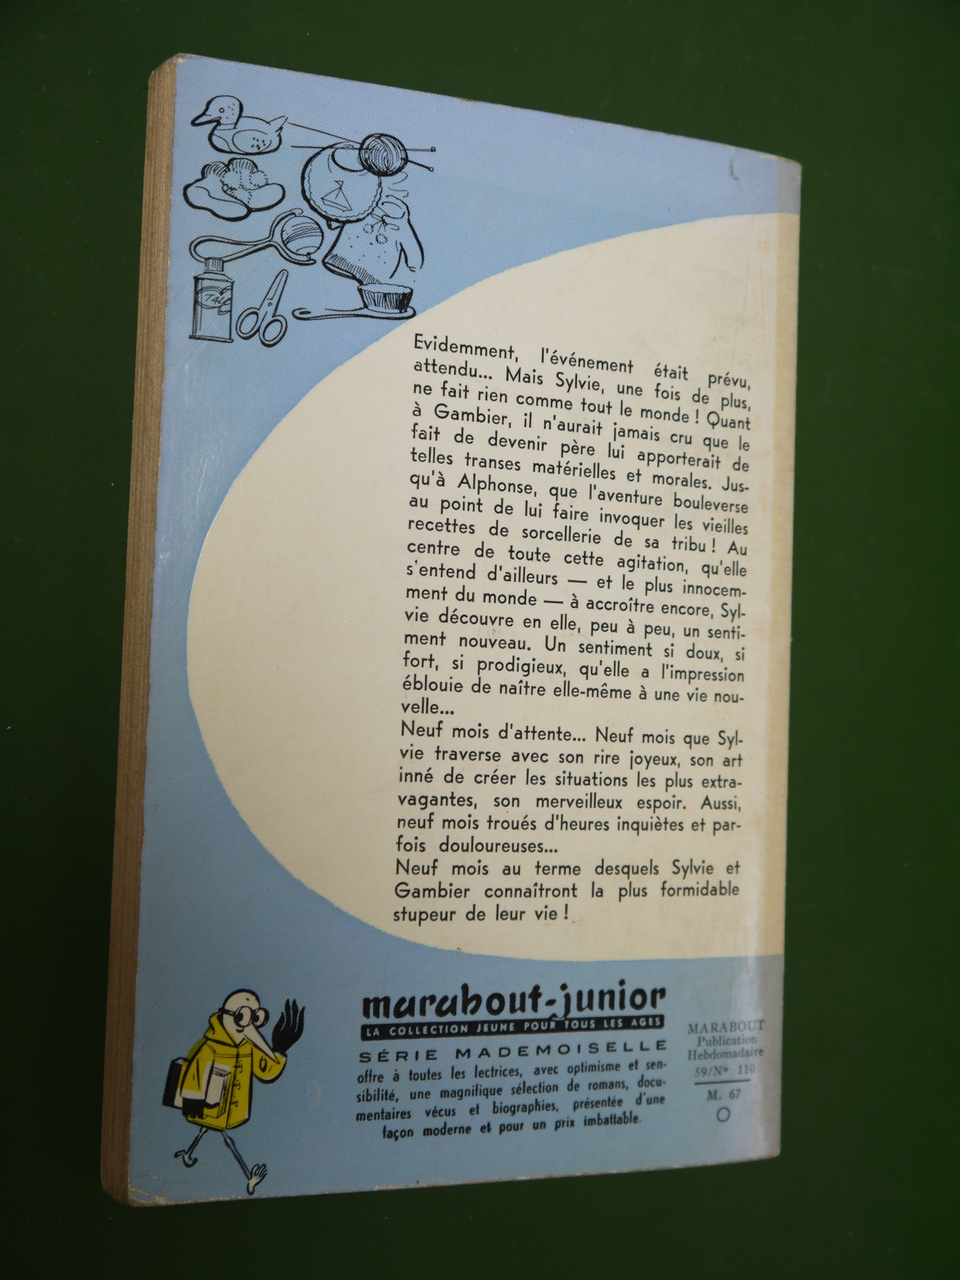 TALC
Evidemment, l'événement était prévu,
attendu... Mais Sylvie, une fois de plus,
ne fait rien comme tout le monde ! Quant
à Gambier, il n'aurait jamais cru que le
fait de devenir père lui apporterait de
telles transes matérielles et morales. Jus-
qu'à Alphonse, que l'aventure bouleverse
au point de lui faire invoquer les vieilles
recettes de sorcellerie de sa tribu ! Au
centre de toute cette agitation, qu'elle
s'entend d'ailleurs — et le plus innocem-
ment du monde — à accroître encore, Syl-
vie découvre en elle, peu à peu, un senti-
ment nouveau. Un sentiment si doux, si
fort, si prodigieux, qu'elle a l'impression
éblouie de naître elle-même à une vie nou-
velle...
Neuf mois d'attente... Neuf mois que Syl-
vie traverse avec son rire joyeux, son art
inné de créer les situations les plus extra-
vagantes, son merveilleux espoir. Aussi,
neuf mois troués d'heures inquiètes et par-
fois douloureuses...
Neuf mois au terme desquels Sylvie et
Gambier connaîtront la plus formidable
stupeur de leur vie !
marabout-junior
LA COLLECTION JEUNE POUR TOUS LES AGES
SÉRIE MADEMOISELLE
offre à toutes les lectrices, avec optimisme et sen-
sibilité, une magnifique sélection de romans, docu-
mentaires vécus et biographies, présentée d'une
façon moderne et pour un prix imbattable.
MARABOUT
Publication
Hebdomadaire
59/N° 110
M. 67